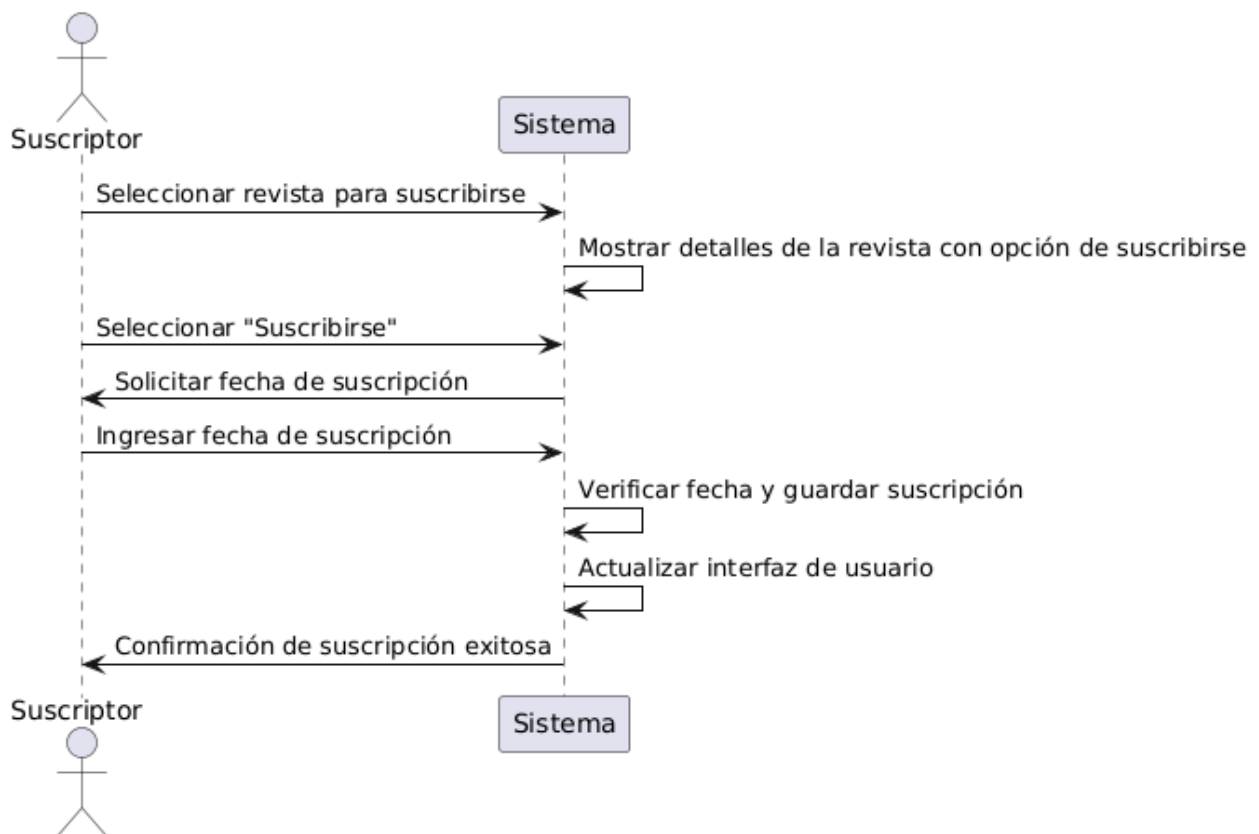 Suscriptor
Sistema
Seleccionar revista para suscribirse
Mostrar detalles de la revista con opción de suscribirse
Seleccionar "Suscribirse"
Solicitar fecha de suscripción
Ingresar fecha de suscripción
Verificar fecha y guardar suscripción
Actualizar interfaz de usuario
Confirmación de suscripción exitosa
Suscriptor
Sistema